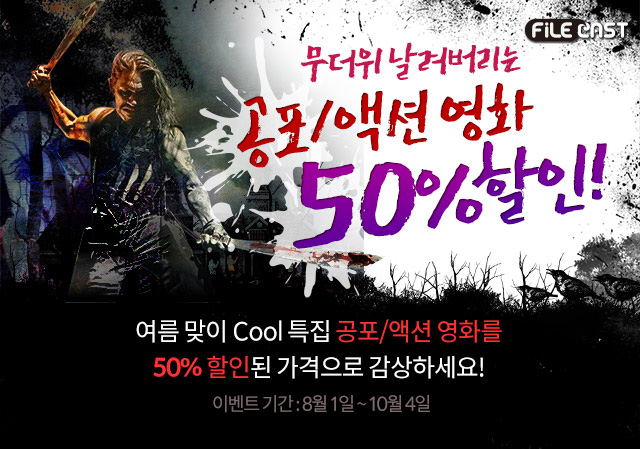 FiLE CAST
무더위 날려버리는
공포/액션 영화
50%할인!
여름 맞이 Cool 특집 공포/액션 영화를
50% 할인된 가격으로 감상하세요!
이벤트 기간 : 8월 1일 ~ 10월 4일